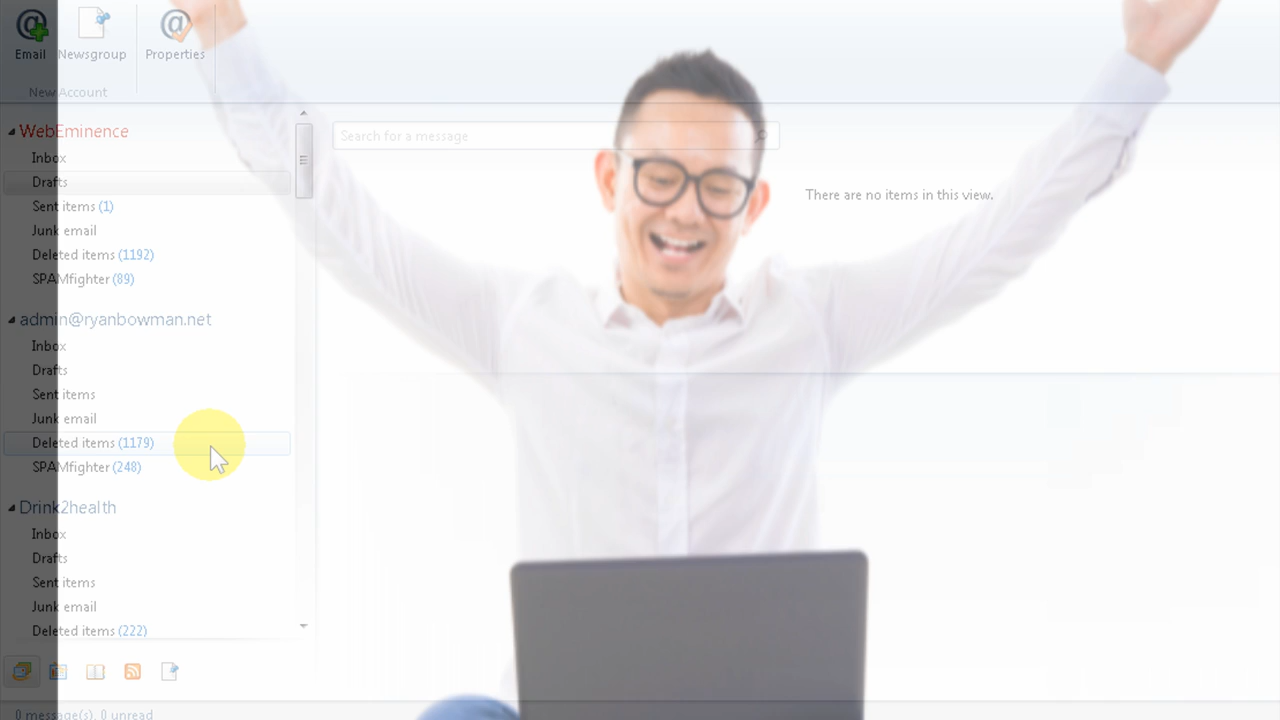 Email Newsgroup Properties
New Account
WebEminence
Search for a message
Inbox
Drafts
There are no items in this view.
Sent items (1)
Junk email
Deleted items (1192)
SPAMfighter (89)
admin@ryanbowman.net
Inbox
Drafts
Sent items
Junk email
Deleted items (1179)
SPAMfighter (248)
Drink2health
Inbox
Drafts
Sent items
Junk email
Deleted items (222)
0 message(s), 0 unread